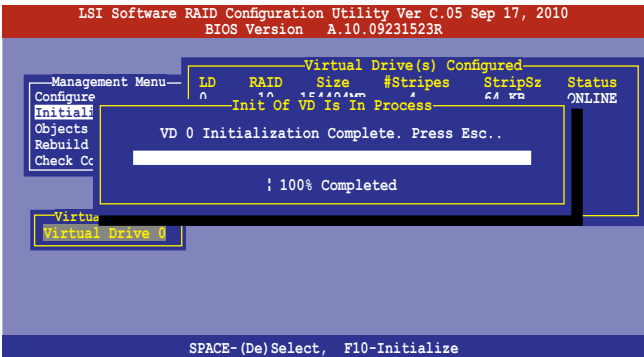 LSI Software RAID Configuration Utility Ver C.05 Sep 17, 2010
BIOS Version A.10.09231523R
Virtual Drive(s) Configured
Management Menu
LD RAID Size #Stripes StripSz Status
Configure
ONLINE
Init Of VD Is In Process
Initiali
Objects
VD 0 Initialization Complete. Press Esc..
Rebuild
Check Co
¦ 100% Completed
Virtua
Virtual Drive 0
SPACE-(De)Select, F10-Initialize